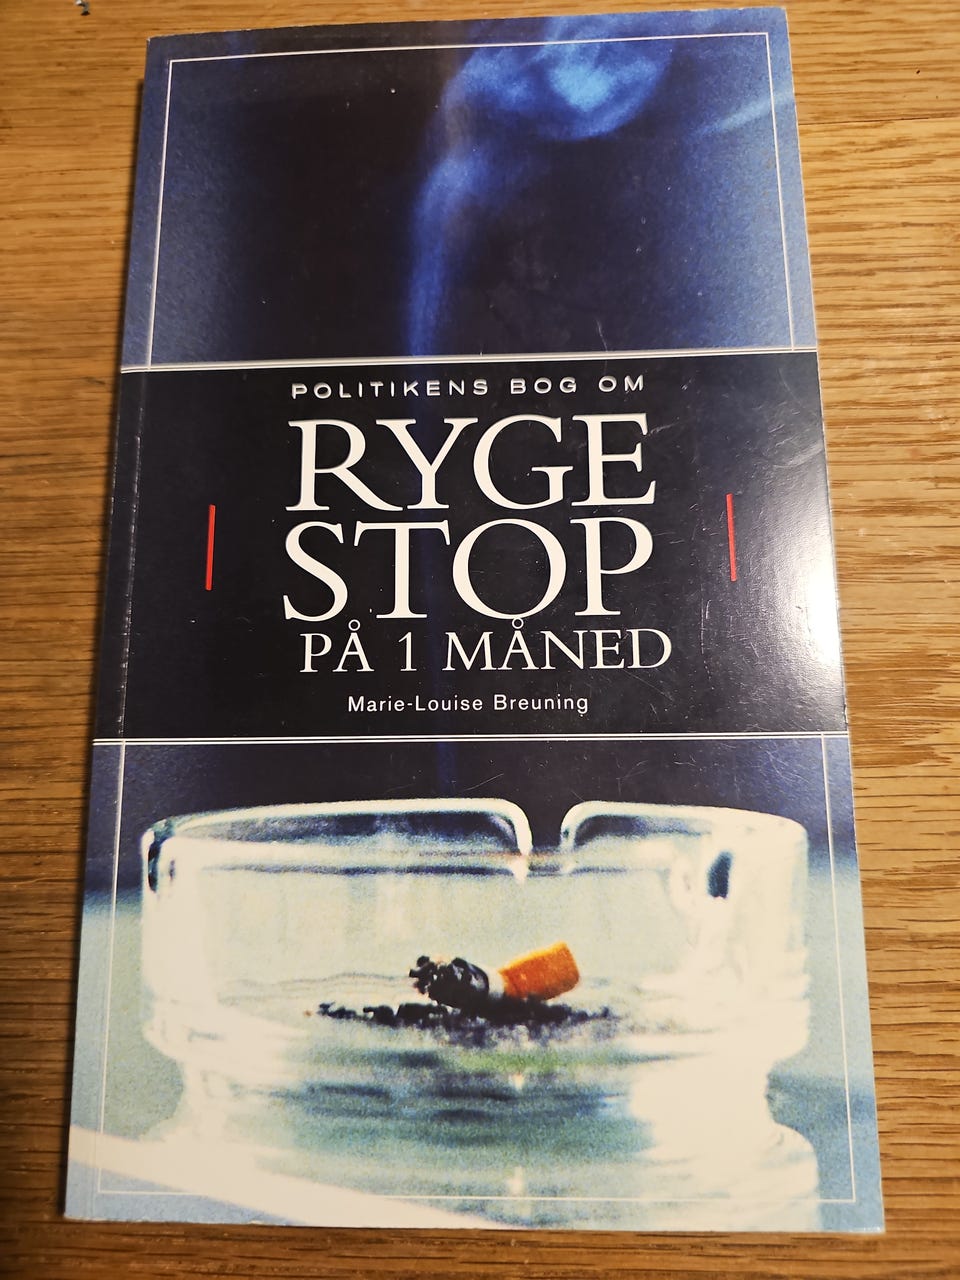 POLITIKENS BOG OM
RYGE
STOP
PÅ 1 MÅNED
Marie-Louise Breuning